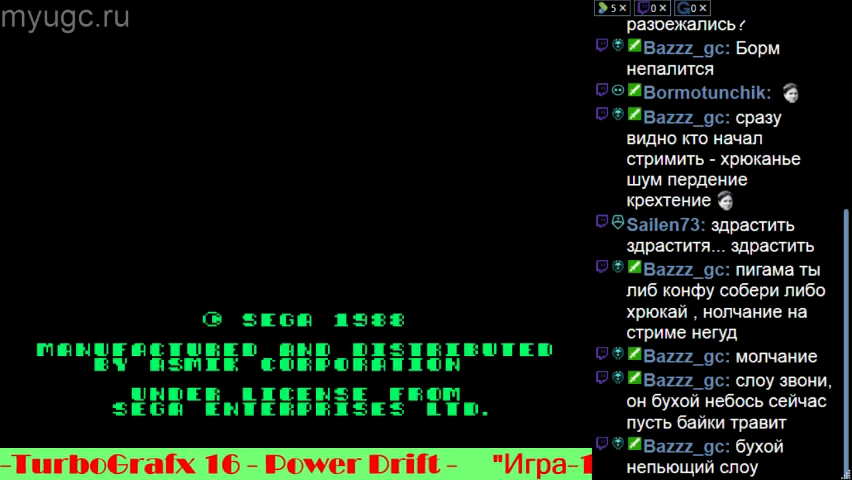 myugc.ru
© SEGA 1988
MANUFACTURED AND DISTRIBUTED
BY ASMIK CORPORATION
UNDER LICENSE FROM
SEGA ENTERPRISES LTD.
-TurboGrafx 16 - Power Drift - "Игра-1
5 × 0 × 0 ×
разбежались?
Bazzz_gc: Борм
непалится
Bormotunchik:
Bazzz_gc: сразу
видно кто начал
стримить - хрюканье
шум пердение
крехтение
Sailen73: здрастить
здраститя... здрастить
Bazzz_gc: пигама ты
либ конфу собери либо
хрюкай , нолчание на
стриме негуд
Bazzz_gc: молчание
Bazzz_gc: слоу звони,
он бухой небось сейчас
пусть байки травит
Bazzz_gc: бухой
непьющий слоу